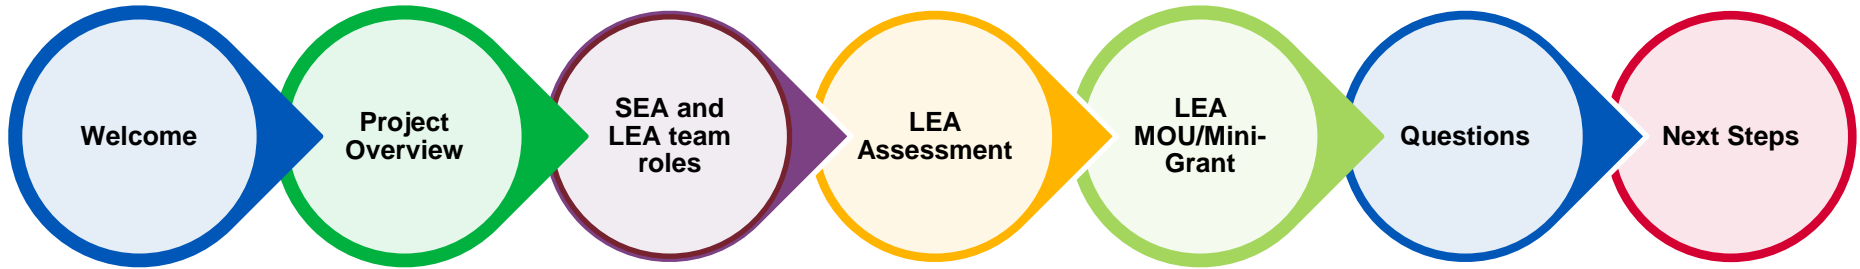 Welcome
Project
Overview
SEA and
LEA team
roles
LEA
Assessment
LEA
MOU/Mini-
Grant
Questions
Next Steps